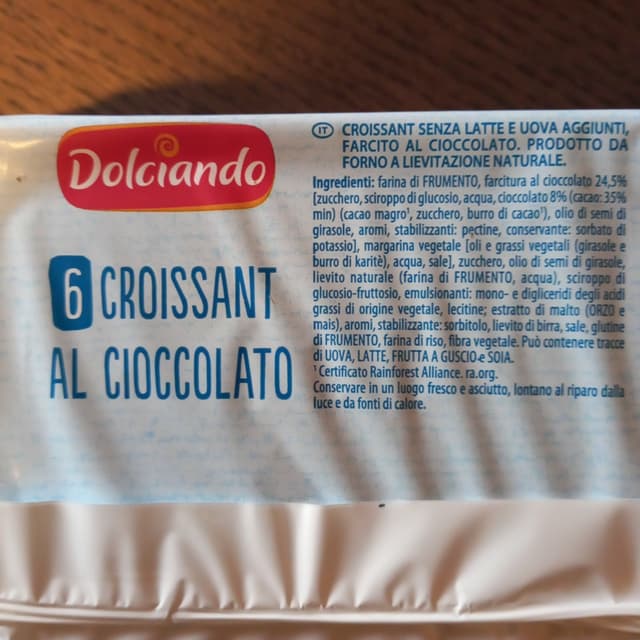 Dolciando
6 CROISSANT
AL CIOCCOLATO
IT CROISSANT SENZA LATTE E UOVA AGGIUNTI,
FARCITO AL CIOCCOLATO. PRODOTTO DA
FORNO A LIEVITAZIONE NATURALE.
Ingredienti: farina di FRUMENTO, farcitura al cioccolato 24,5%
[zucchero, sciroppo di glucosio, acqua, cioccolato 8% (cacao: 35%
min) (cacao magro¹, zucchero, burro di cacao¹), olio di semi di
girasole, aromi, stabilizzanti: pectine, conservante: sorbato di
potassio], margarina vegetale [oli e grassi vegetali (girasole e
burro di karitè), acqua, sale], zucchero, olio di semi di girasole,
lievito naturale (farina di FRUMENTO, acqua), sciroppo di
glucosio-fruttosio, emulsionanti: mono- e digliceridi degli acidi
grassi di origine vegetale, lecitine; estratto di malto (ORZO e
mais), aromi, stabilizzante: sorbitolo, lievito di birra, sale, glutine
di FRUMENTO, farina di riso, fibra vegetale. Può contenere tracce
di UOVA, LATTE, FRUTTA A GUSCIO e SOIA.
¹ Certificato Rainforest Alliance. ra.org.
Conservare in un luogo fresco e asciutto, lontano al riparo dalla
luce e da fonti di calore.